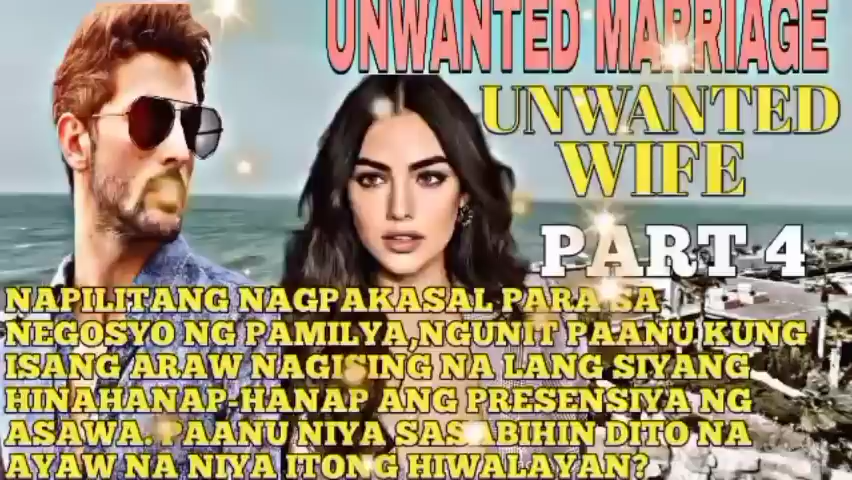 UNWANTED MARRIAGE
UNWANTED
WIFE
PART 4
NAPILITANG NAGPAKASAL PARA SA
NEGOSYO NG PAMILYA,NGUNIT PAANU KUNG
ISANG ARAW NAGISING NA LANG SIYANG
HINAHANAP-HANAP ANG PRESENSIYA NG
ASAWA. PAANU NIYA SASABIHIN DITO NA
AYAW NA NIYA ITONG HIWALAYAN?